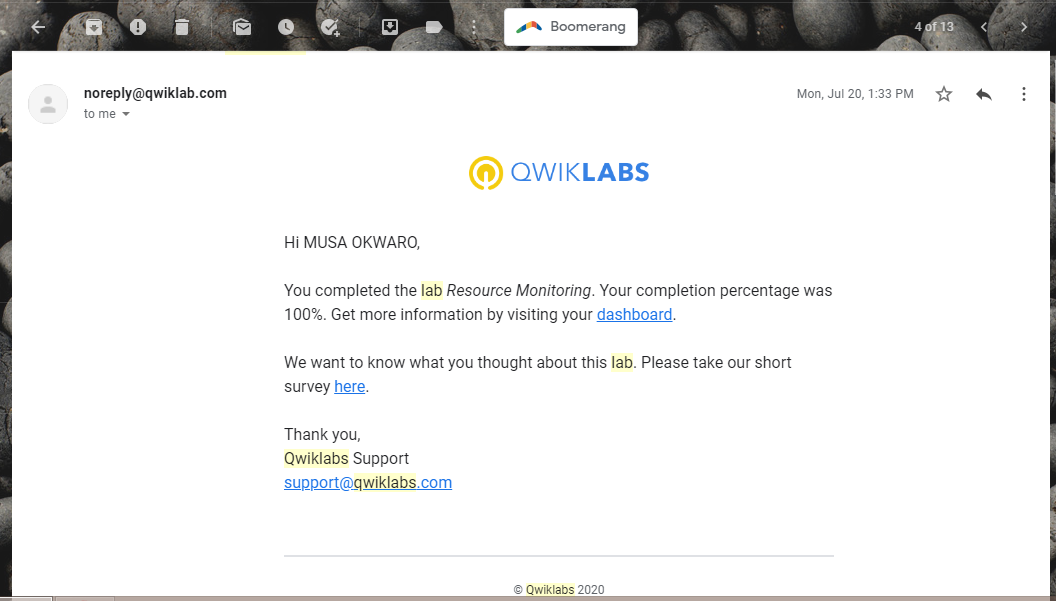 Boomerang
4 of 13
noreply@qwiklab.com
Mon, Jul 20, 1:33 PM
to me
QWIKLABS
Hi MUSA OKWARO,
You completed the lab Resource Monitoring. Your completion percentage was
100%. Get more information by visiting your dashboard.
We want to know what you thought about this lab. Please take our short
survey here.
Thank you,
Qwiklabs Support
support@qwiklabs.com
© Qwiklabs 2020